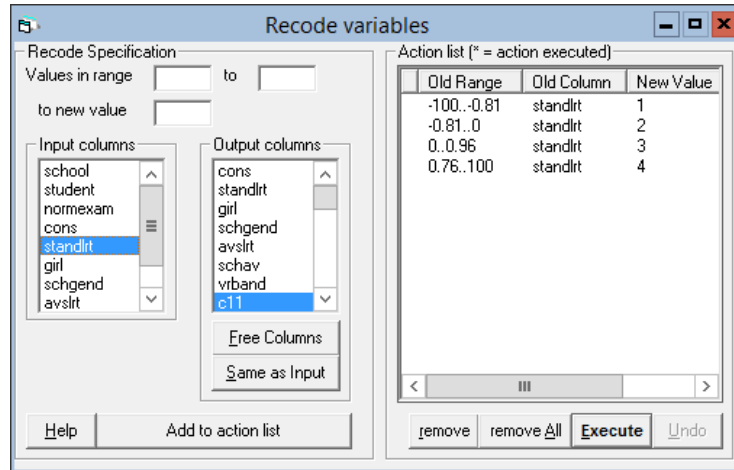 Recode variables
Recode Specification
Values in range to
to new value
Input columns
school
student
normexam
cons
standlrt
girl
schgend
avslrt
Output columns
cons
standlrt
girl
schgend
avslrt
schav
vrband
c11
Free Columns
Same as Input
Help Add to action list
Action list (* = action executed)
Old Range Old Column New Value
-100..-0.81 standlrt 1
-0.81..0 standlrt 2
0..0.96 standlrt 3
0.76..100 standlrt 4
remove remove All Execute Undo